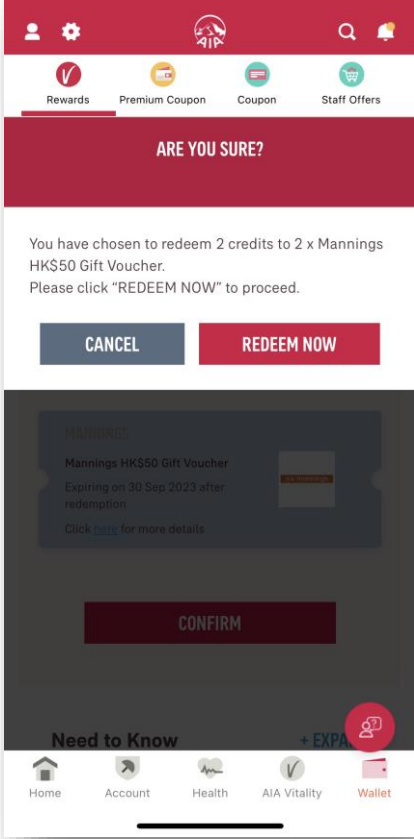 AIA
Rewards
Premium Coupon
Coupon
Staff Offers
ARE YOU SURE?
You have chosen to redeem 2 credits to 2 x Mannings
HK$50 Gift Voucher.
Please click “REDEEM NOW” to proceed.
CANCEL
REDEEM NOW
MANNINGS
Mannings HK$50 Gift Voucher
Expiring on 30 Sep 2023 after
redemption
Click here for more details
CONFIRM
Need to Know
+ EXPA
Home
Account
Health
AIA Vitality
Wallet